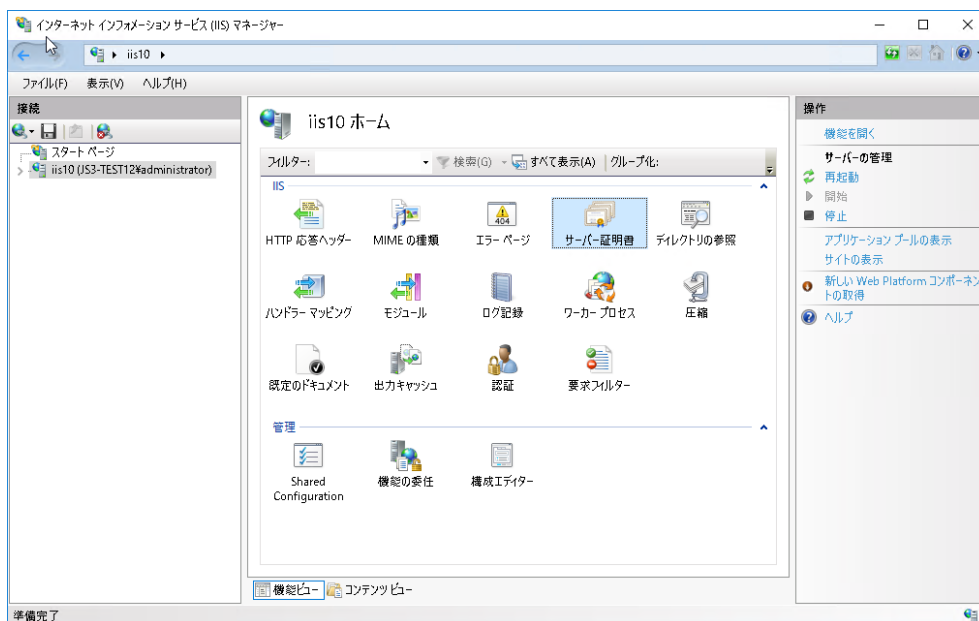 インターネット インフォメーション サービス (IIS) マネージャー
iis10
ファイル(F) 表示(V) ヘルプ(H)
接続
スタート ページ
iis10 (JS3-TEST12¥administrator)
iis10 ホーム
フィルター: 検索(G) すべて表示(A) グループ化:
IIS
HTTP 応答ヘッダー MIME の種類 エラー ページ サーバー証明書 ディレクトリの参照
404
ハンドラー マッピング モジュール ログ記録 ワーカー プロセス 圧縮
既定のドキュメント 出力キャッシュ 認証 要求フィルター
管理
Shared
Configuration
機能の委任 構成エディター
機能ビュー コンテンツ ビュー
操作
機能を開く
サーバーの管理
再起動
開始
停止
アプリケーション プールの表示
サイトの表示
新しい Web Platform コンポーネン
トの取得
ヘルプ
準備完了